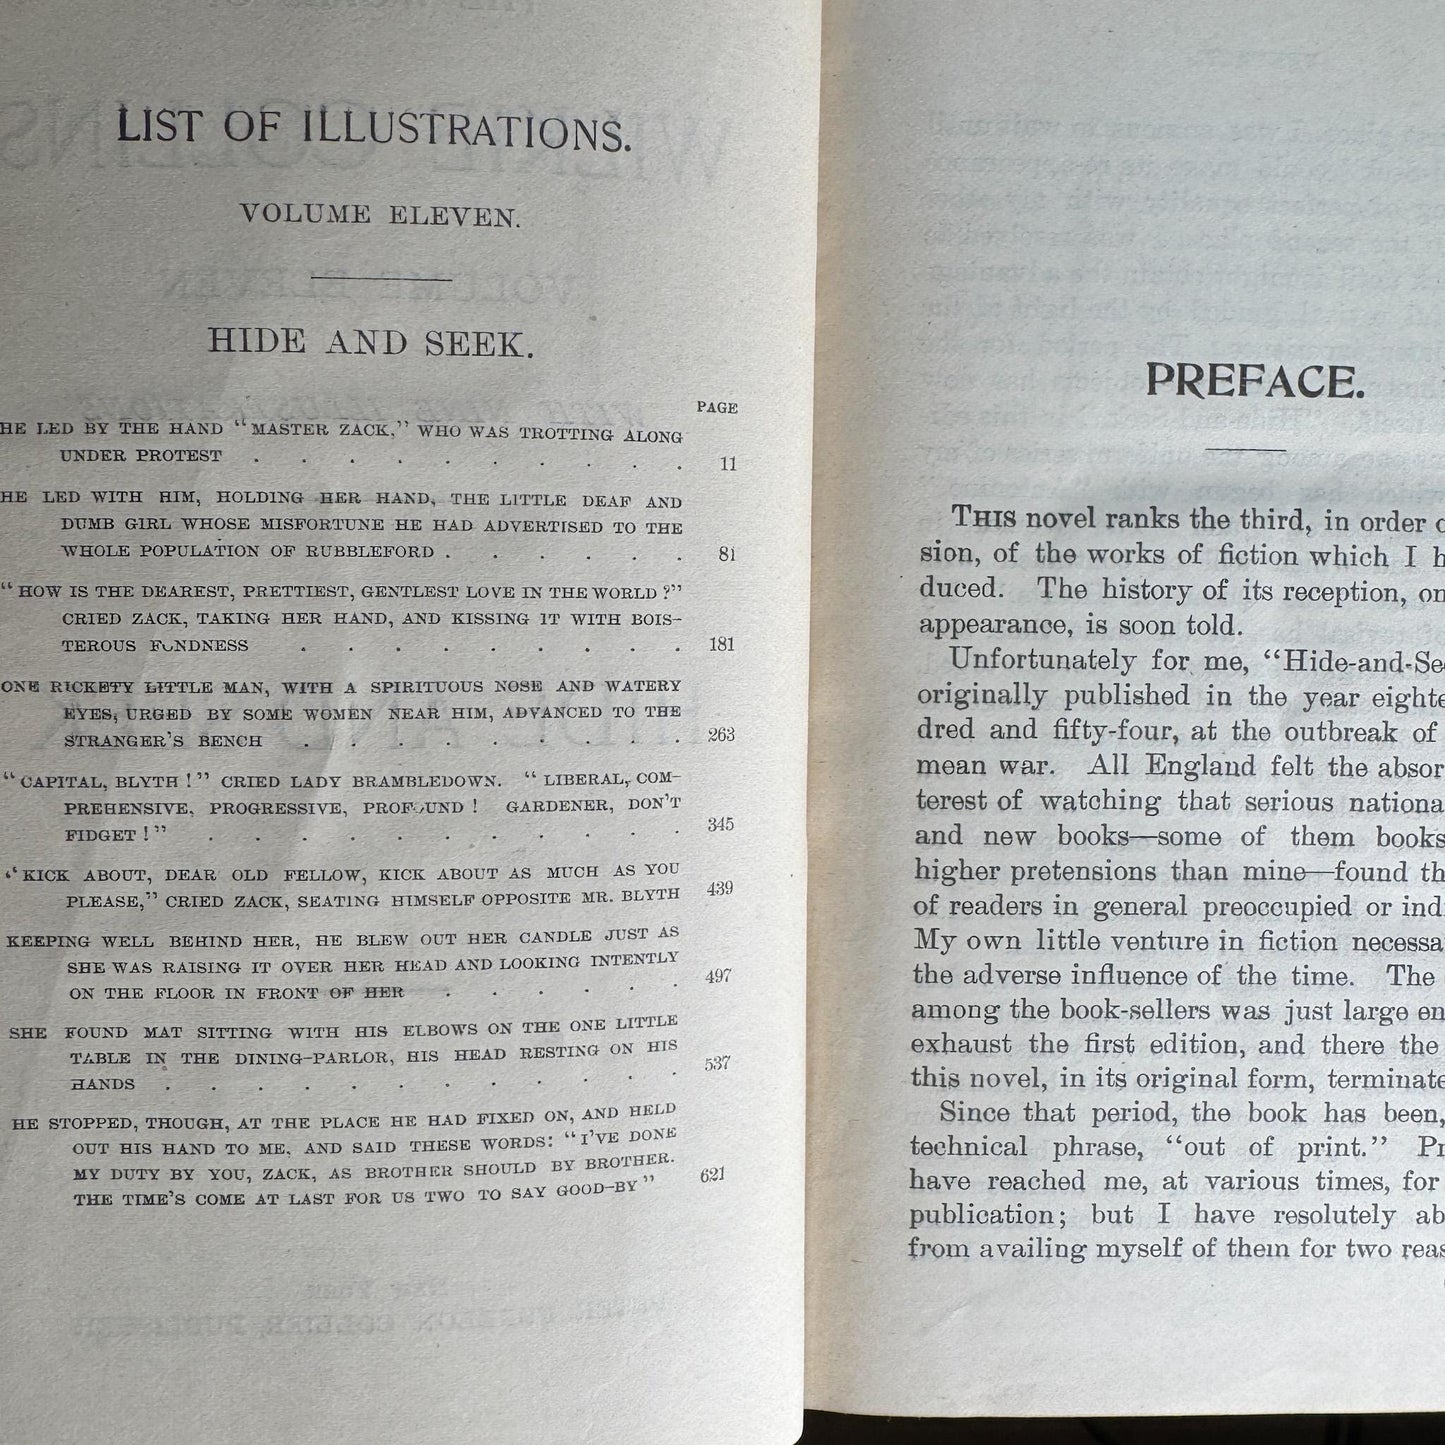 LIST OF ILLUSTRATIONS.
VOLUME ELEVEN.
HIDE AND SEEK.
PAGE
HE LED BY THE HAND "MASTER ZACK," WHO WAS TROTTING ALONG
UNDER PROTEST . . . . . . . . . . 11
HE LED WITH HIM, HOLDING HER HAND, THE LITTLE DEAF AND
DUMB GIRL WHOSE MISFORTUNE HE HAD ADVERTISED TO THE
WHOLE POPULATION OF RUBBLEFORD . . . . . . 81
"HOW IS THE DEAREST, PRETTIEST, GENTLEST LOVE IN THE WORLD?"
CRIED ZACK, TAKING HER HAND, AND KISSING IT WITH BOIS-
TEROUS FONDNESS . . . . . . . . . 181
ONE RICKETY LITTLE MAN, WITH A SPIRITUOUS NOSE AND WATERY
EYES, URGED BY SOME WOMEN NEAR HIM, ADVANCED TO THE
STRANGER'S BENCH . . . . . . . . . 263
"CAPITAL, BLYTH!" CRIED LADY BRAMBLEDOWN. "LIBERAL, COM-
PREHENSIVE, PROGRESSIVE, PROFOUND! GARDENER, DON'T
FIDGET!" . . . . . . . . . . . 345
"KICK ABOUT, DEAR OLD FELLOW, KICK ABOUT AS MUCH AS YOU
PLEASE," CRIED ZACK, SEATING HIMSELF OPPOSITE MR. BLYTH 439
KEEPING WELL BEHIND HER, HE BLEW OUT HER CANDLE JUST AS
SHE WAS RAISING IT OVER HER HEAD AND LOOKING INTENTLY
ON THE FLOOR IN FRONT OF HER . . . . . . 497
SHE FOUND MAT SITTING WITH HIS ELBOWS ON THE ONE LITTLE
TABLE IN THE DINING-PARLOR, HIS HEAD RESTING ON HIS
HANDS . . . . . . . . . . . . 537
HE STOPPED, THOUGH, AT THE PLACE HE HAD FIXED ON, AND HELD
OUT HIS HAND TO ME, AND SAID THESE WORDS: "I'VE DONE
MY DUTY BY YOU, ZACK, AS BROTHER SHOULD BY BROTHER.
THE TIME'S COME AT LAST FOR US TWO TO SAY GOOD-BY" 621
PREFACE.
THIS novel ranks the third, in order
sion, of the works of fiction which I
duced. The history of its reception, on
appearance, is soon told.
Unfortunately for me, "Hide-and-See
originally published in the year eighte
dred and fifty-four, at the outbreak of
mean war. All England felt the absor
terest of watching that serious nationa
and new books—some of them books
higher pretensions than mine—found th
of readers in general preoccupied or indi
My own little venture in fiction necessa
the adverse influence of the time. The
among the book-sellers was just large en
exhaust the first edition, and there the
this novel, in its original form, terminate
Since that period, the book has been,
technical phrase, "out of print." Pr
have reached me, at various times, for
publication; but I have resolutely ab
from availing myself of them for two reas